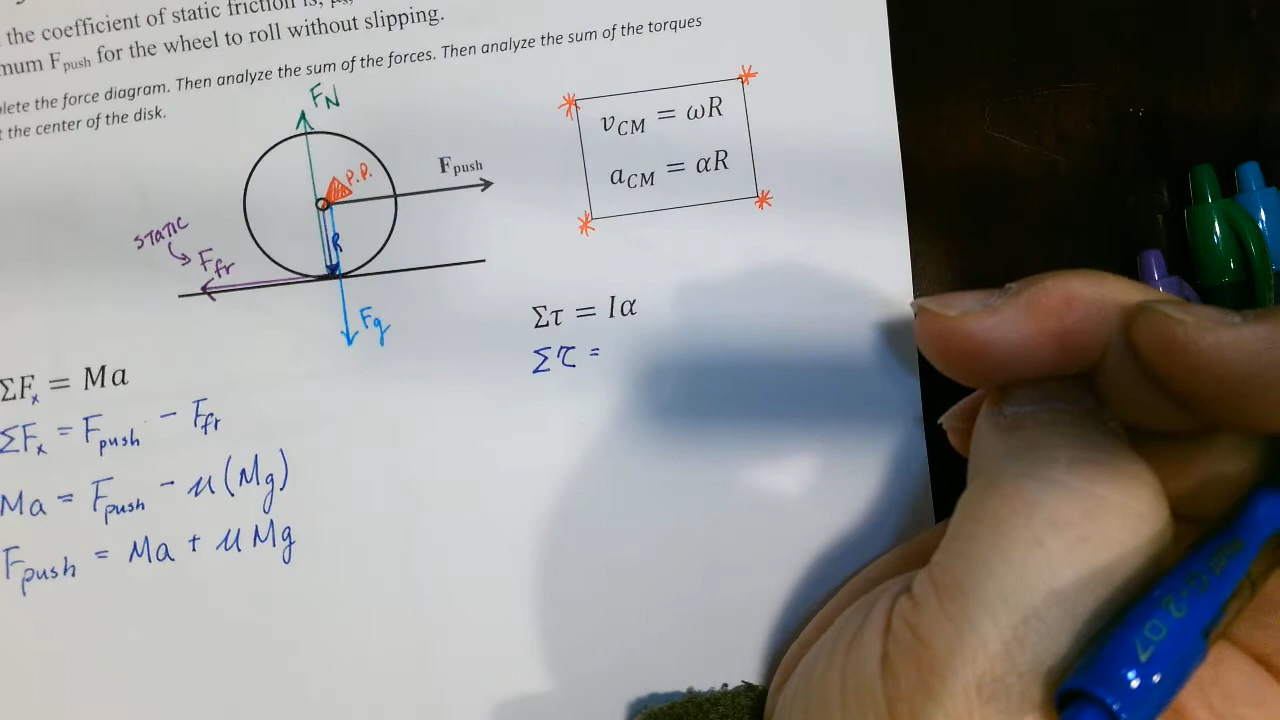 the coefficient of static friction is,
F_push for the wheel to roll without slipping.
the force diagram. Then analyze the sum of the forces. Then analyze the sum of the torques
the center of the disk.
F_N
P.P.
F_push
R
STATIC
F_fr
F_g
v_CM = ωR
a_CM = αR
ΣF_x = Ma
ΣF_x = F_push - F_fr
Ma = F_push - μ(Mg)
F_push = Ma + μMg
Στ = Iα
Στ =
G-2 07